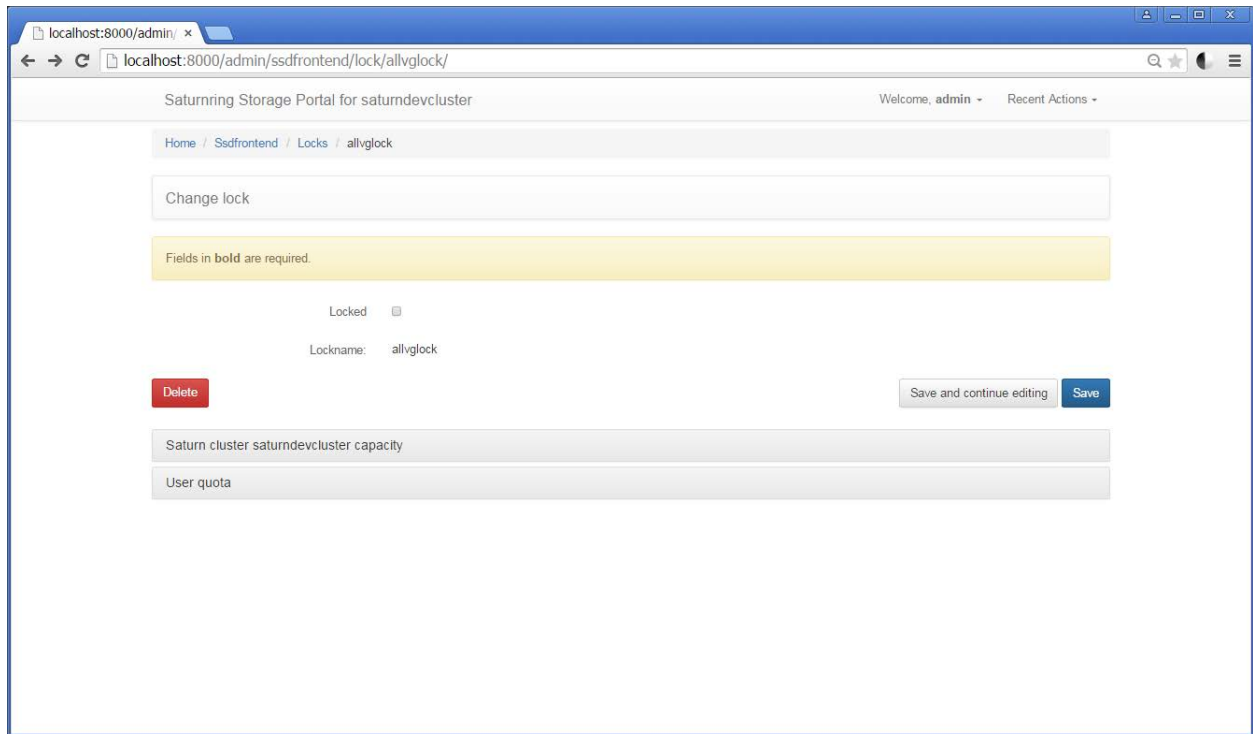 localhost:8000/admin/
localhost:8000/admin/ssdfrontend/lock/allvglock/
Saturnring Storage Portal for saturndevcluster Welcome, admin Recent Actions
Home / Ssdfrontend / Locks / allvglock
Change lock
Fields in bold are required.
Locked
Lockname: allvglock
Delete Save and continue editing Save
Saturn cluster saturndevcluster capacity
User quota